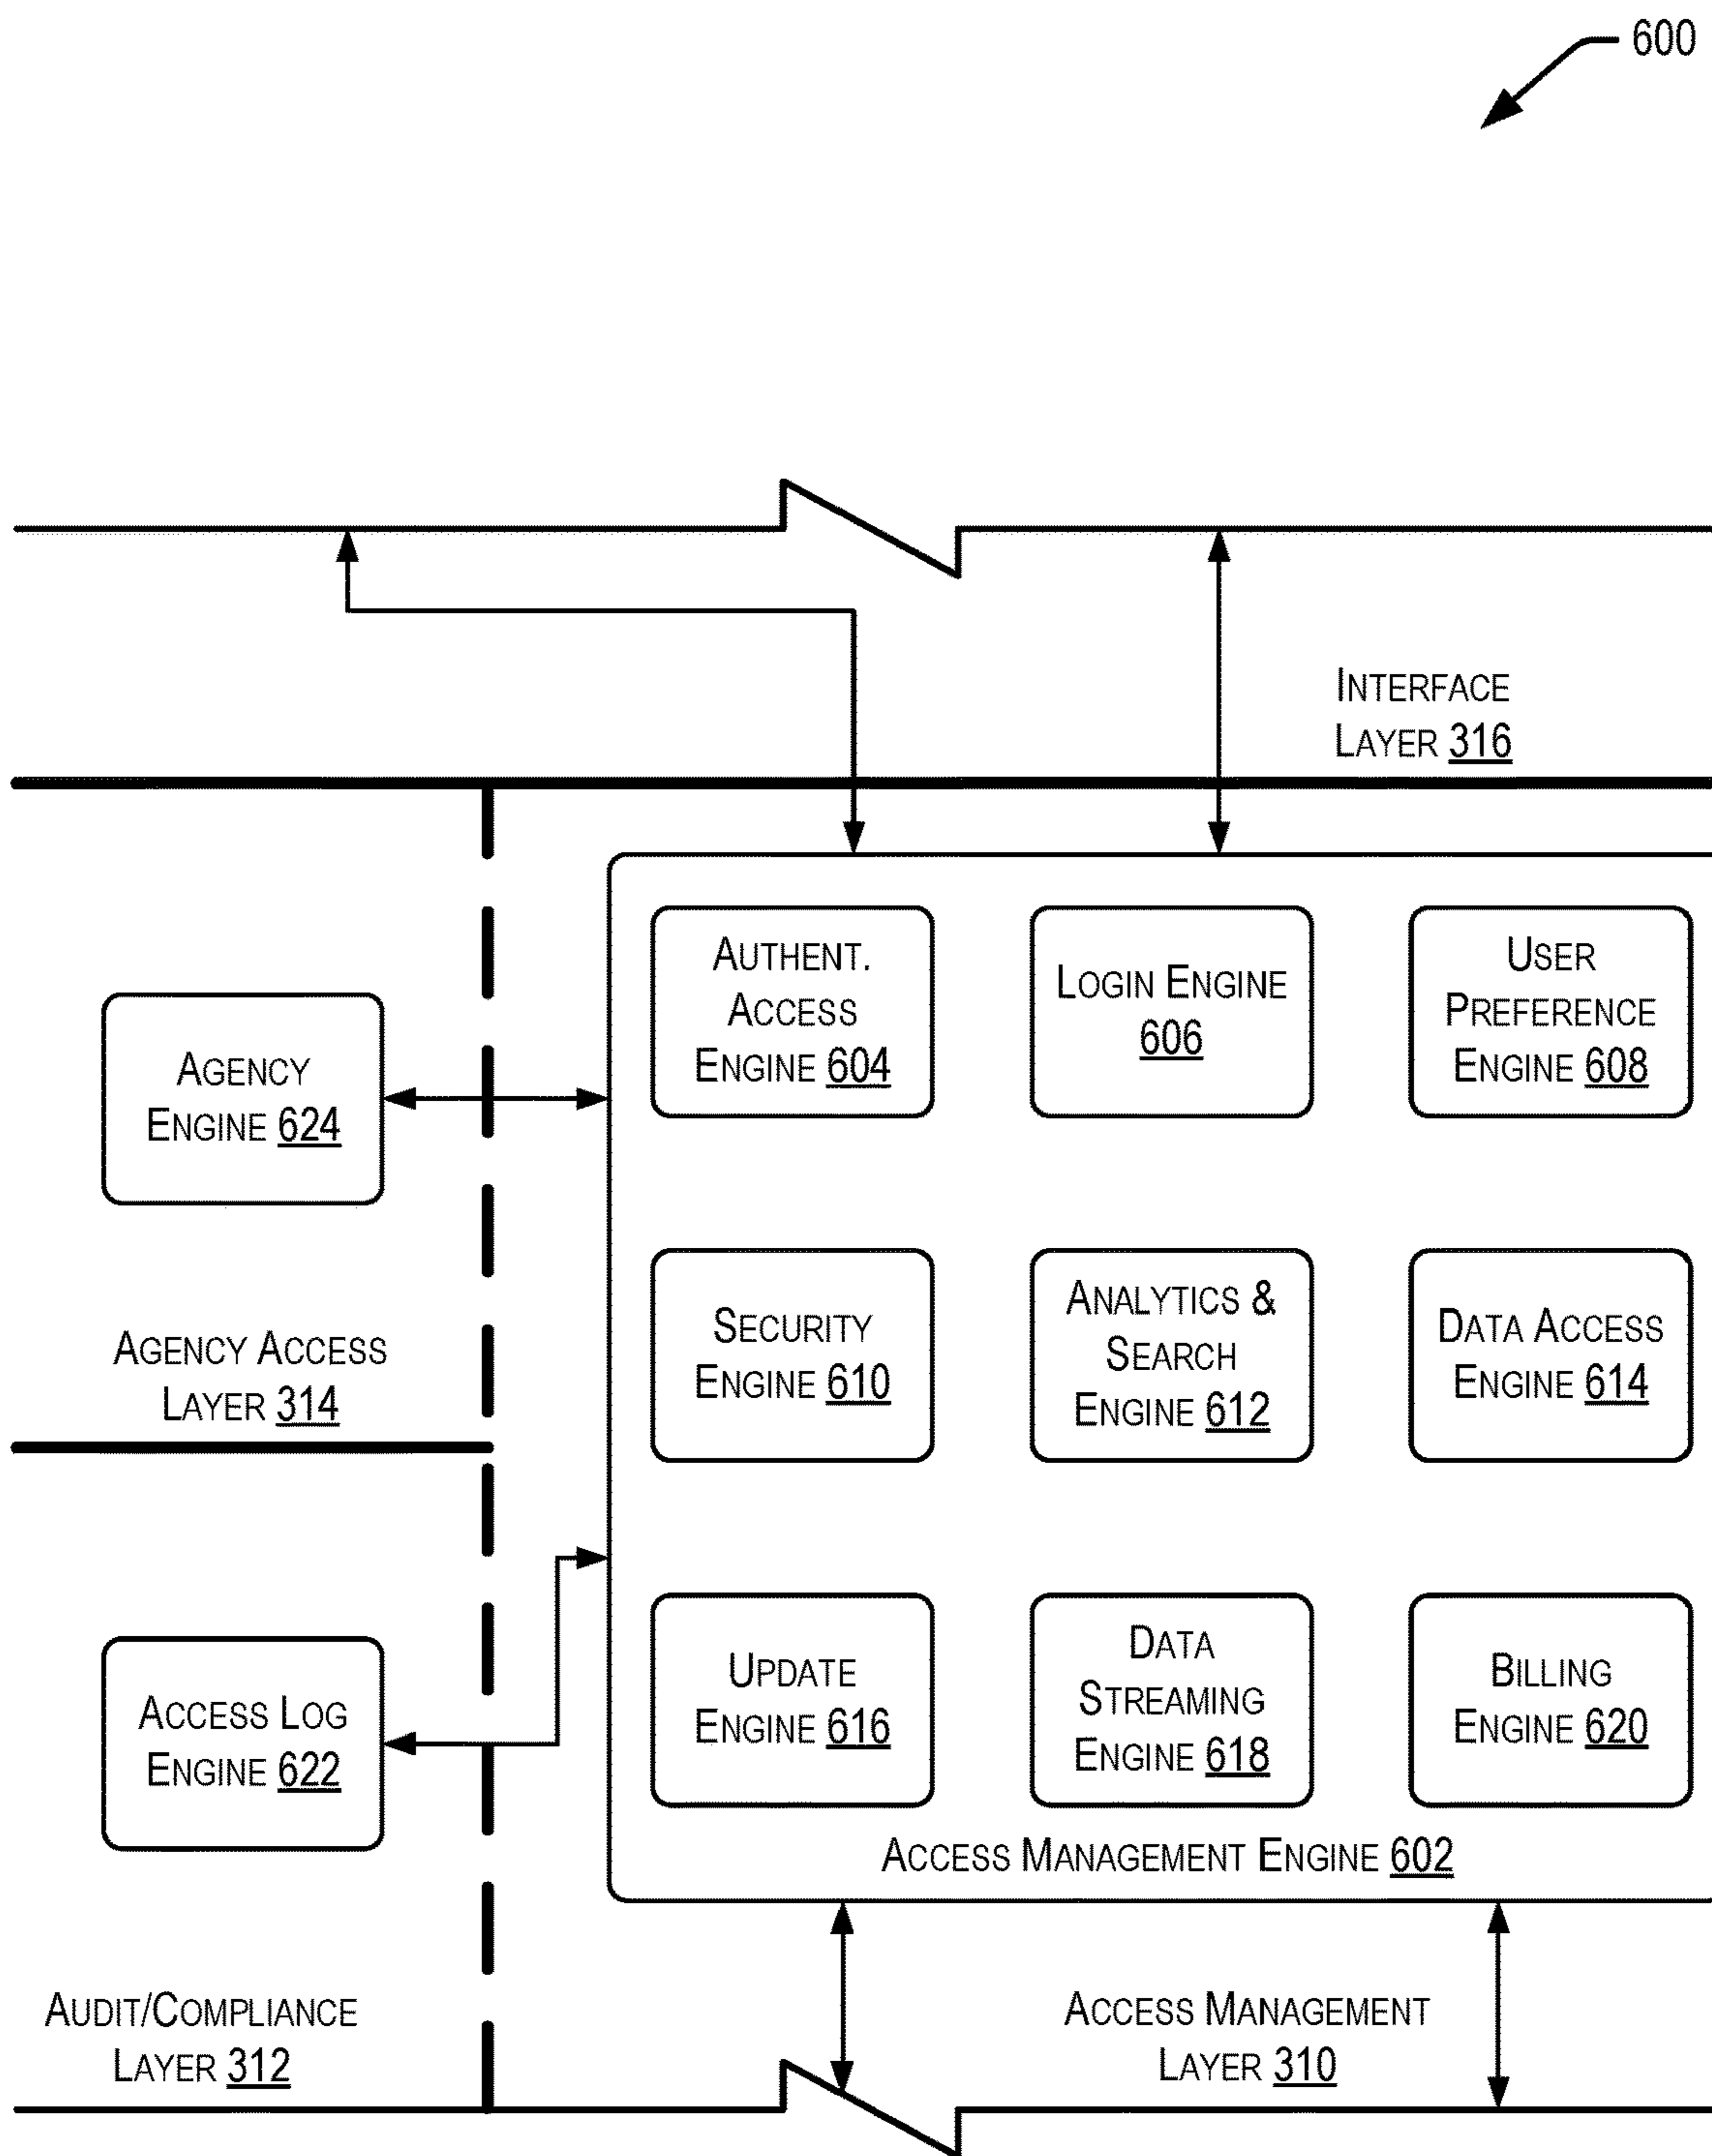 600
Interface
Layer 316
Authent.
Access
Engine 604
Login Engine
606
User
Preference
Engine 608
Agency
Engine 624
Security
Engine 610
Analytics &
Search
Engine 612
Data Access
Engine 614
Agency Access
Layer 314
Update
Engine 616
Data
Streaming
Engine 618
Billing
Engine 620
Access Log
Engine 622
Access Management Engine 602
Audit/Compliance
Layer 312
Access Management
Layer 310